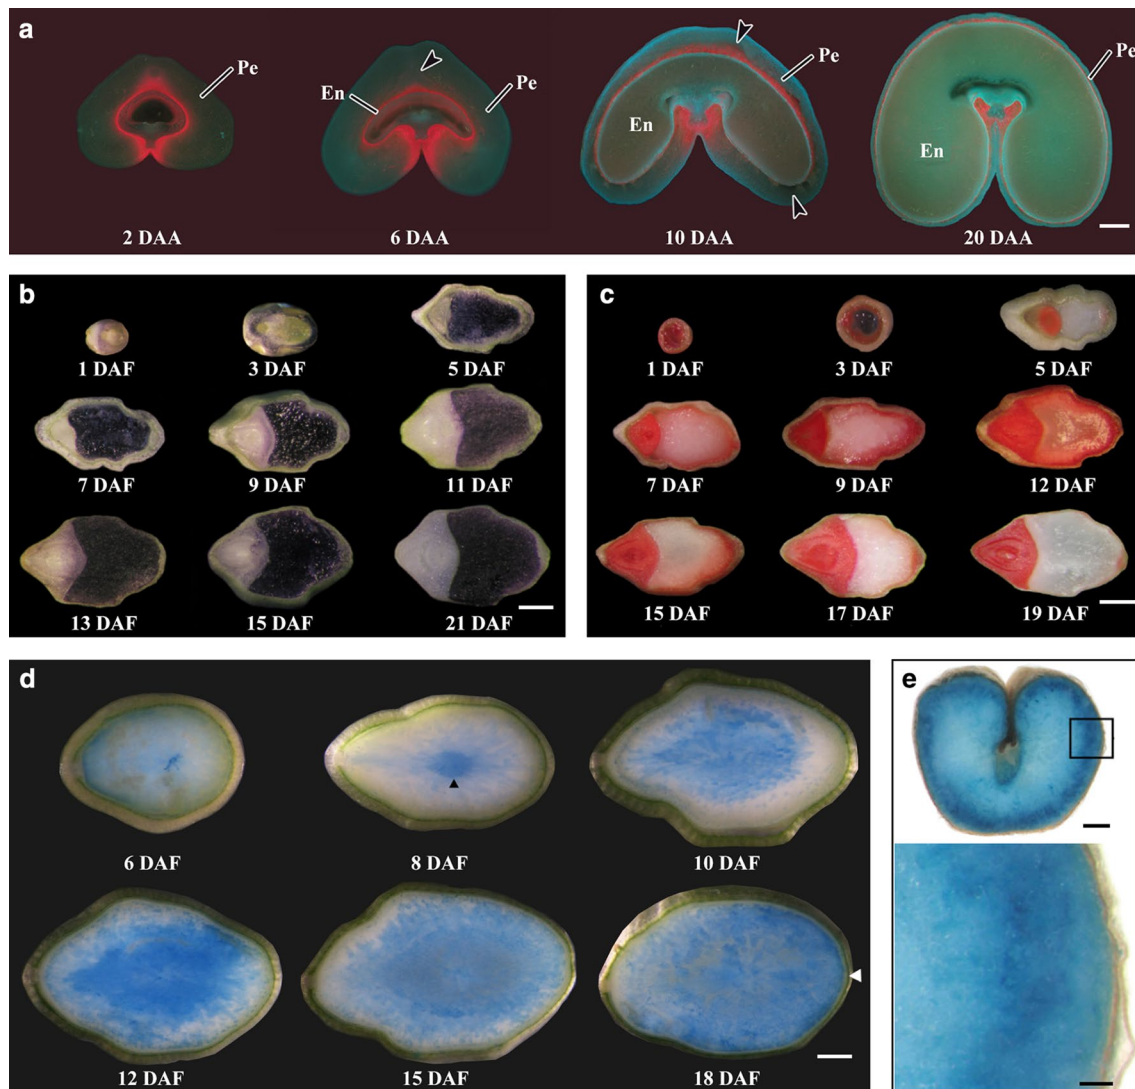 a
Pe
En
Pe
Pe
En
En
Pe
2 DAA
6 DAA
10 DAA
20 DAA
b
1 DAF
3 DAF
5 DAF
7 DAF
9 DAF
11 DAF
13 DAF
15 DAF
21 DAF
c
1 DAF
3 DAF
5 DAF
7 DAF
9 DAF
12 DAF
15 DAF
17 DAF
19 DAF
d
6 DAF
8 DAF
10 DAF
12 DAF
15 DAF
18 DAF
e